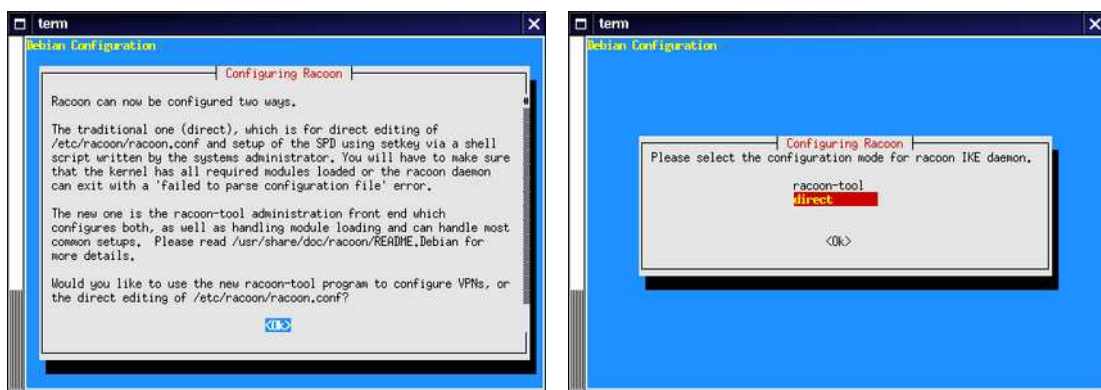 term
Debian Configuration
Configuring Racoon
Racoon can now be configured two ways.
The traditional one (direct), which is for direct editing of
/etc/racoon/racoon.conf and setup of the SPD using setkey via a shell
script written by the systems administrator. You will have to make sure
that the kernel has all required modules loaded or the racoon daemon
can exit with a 'failed to parse configuration file' error.
The new one is the racoon-tool administration front end which
configures both, as well as handling module loading and can handle most
common setups.  Please read /usr/share/doc/racoon/README.Debian for
more details.
Would you like to use the new racoon-tool program to configure VPNs, or
the direct editing of /etc/racoon/racoon.conf?
<Ok>
term
Debian Configuration
Configuring Racoon
Please select the configuration mode for racoon IKE daemon.
racoon-tool
direct
<Ok>